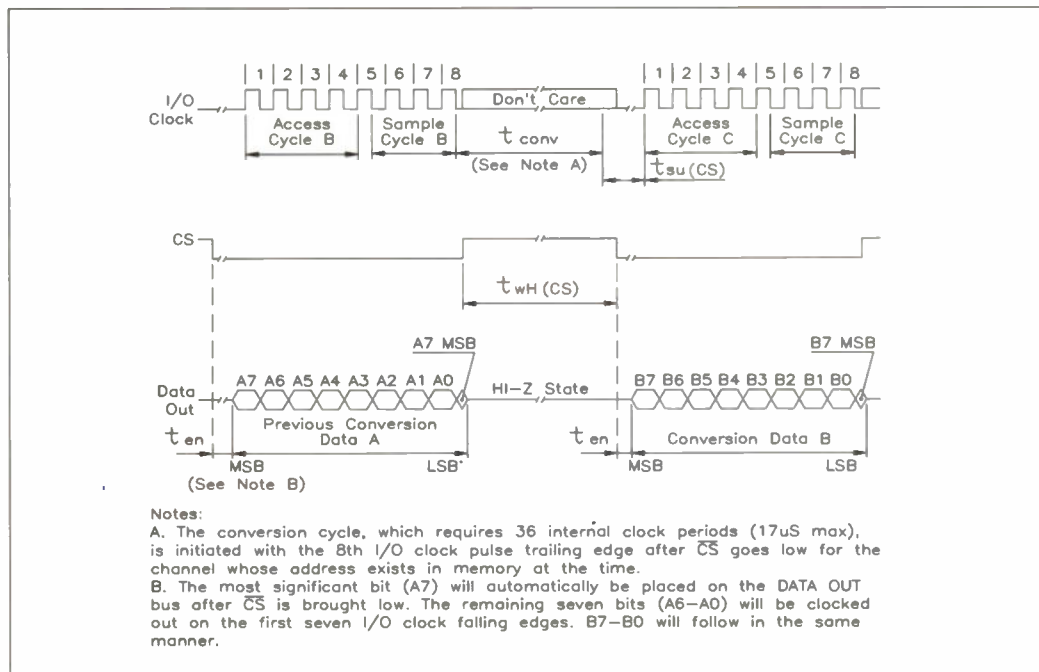 1 2 3 4 5 6 7 8 1 2 3 4 5 6 7 8
I/O
Clock
Don't Care
Access
Cycle B
Sample
Cycle B
t conv
(See Note A)
Access
Cycle C
Sample
Cycle C
tsu(CS)
CS
twH(CS)
A7 MSB
B7 MSB
Data
Out
A7 A6 A5 A4 A3 A2 A1 A0
HI-Z State
B7 B6 B5 B4 B3 B2 B1 B0
Previous Conversion
Data A
Conversion Data B
ten
ten
MSB
LSB
MSB
LSB
(See Note B)
Notes:
A. The conversion cycle, which requires 36 internal clock periods (17uS max),
is initiated with the 8th I/O clock pulse trailing edge after C̅S̅ goes low for the
channel whose address exists in memory at the time.
B. The most significant bit (A7) will automatically be placed on the DATA OUT
bus after C̅S̅ is brought low. The remaining seven bits (A6-A0) will be clocked
out on the first seven I/O clock falling edges. B7-B0 will follow in the same
manner.